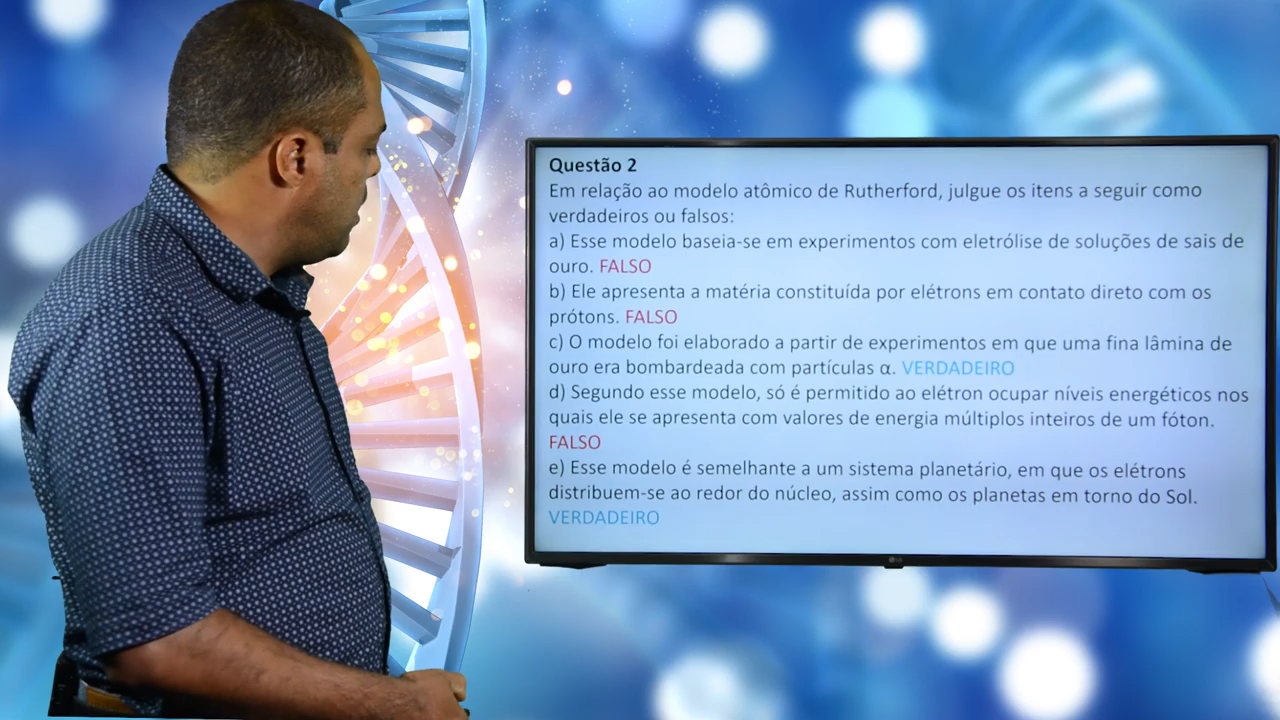 Questão 2
Em relação ao modelo atômico de Rutherford, julgue os itens a seguir como
verdadeiros ou falsos:
a) Esse modelo baseia-se em experimentos com eletrólise de soluções de sais de
ouro. FALSO
b) Ele apresenta a matéria constituída por elétrons em contato direto com os
prótons. FALSO
c) O modelo foi elaborado a partir de experimentos em que uma fina lâmina de
ouro era bombardeada com partículas α. VERDADEIRO
d) Segundo esse modelo, só é permitido ao elétron ocupar níveis energéticos nos
quais ele se apresenta com valores de energia múltiplos inteiros de um fóton.
FALSO
e) Esse modelo é semelhante a um sistema planetário, em que os elétrons
distribuem-se ao redor do núcleo, assim como os planetas em torno do Sol.
VERDADEIRO
LG